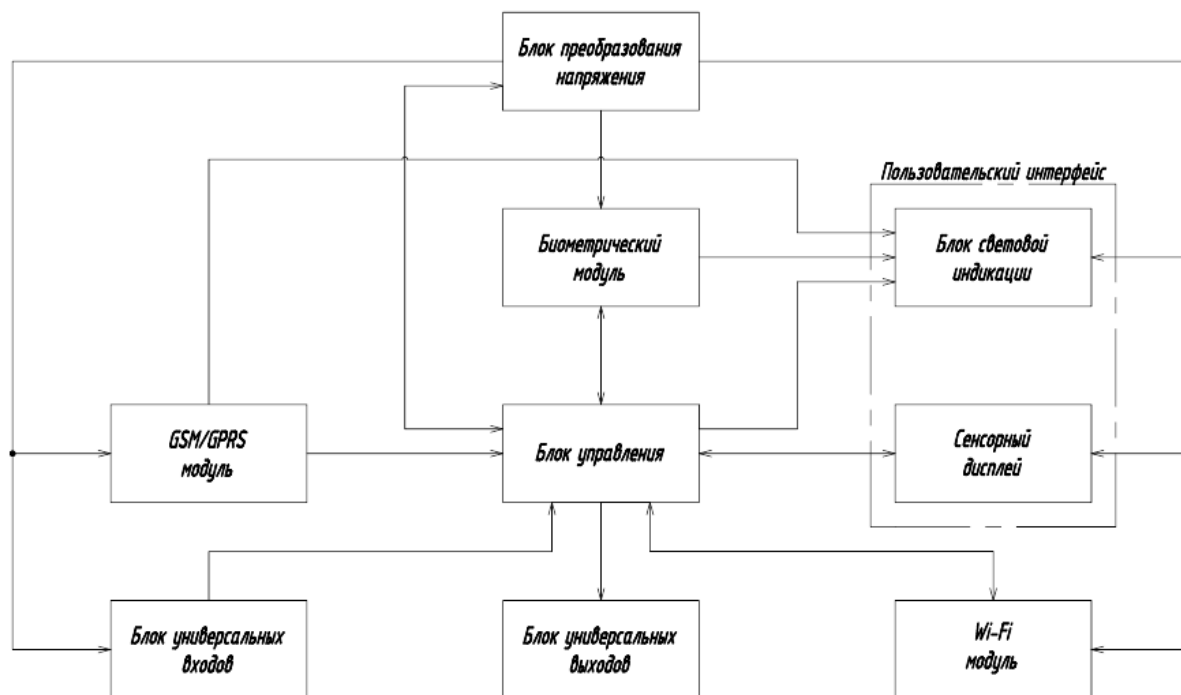 Блок преобразования
напряжения
Пользовательский интерфейс
Биометрический
модуль
Блок световой
индикации
GSM/GPRS
модуль
Блок управления
Сенсорный
дисплей
Блок универсальных
входов
Блок универсальных
выходов
Wi-Fi
модуль